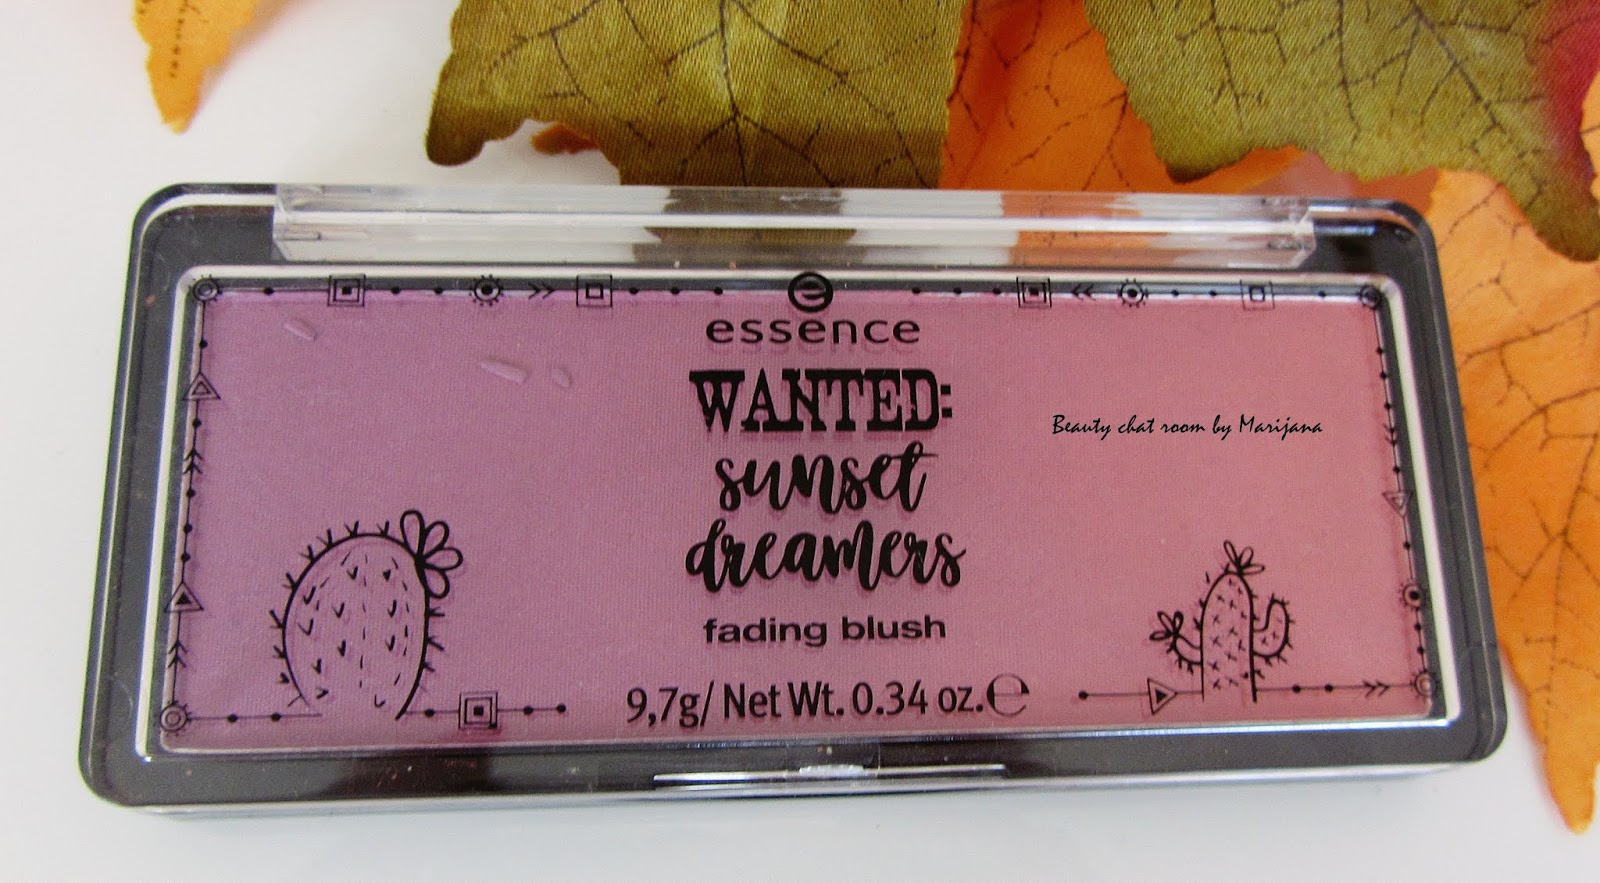 e
essence
WANTED:
sunset
dreamers
fading blush
9,7g/ Net Wt. 0.34 oz. ℮
Beauty chat room by Marijana